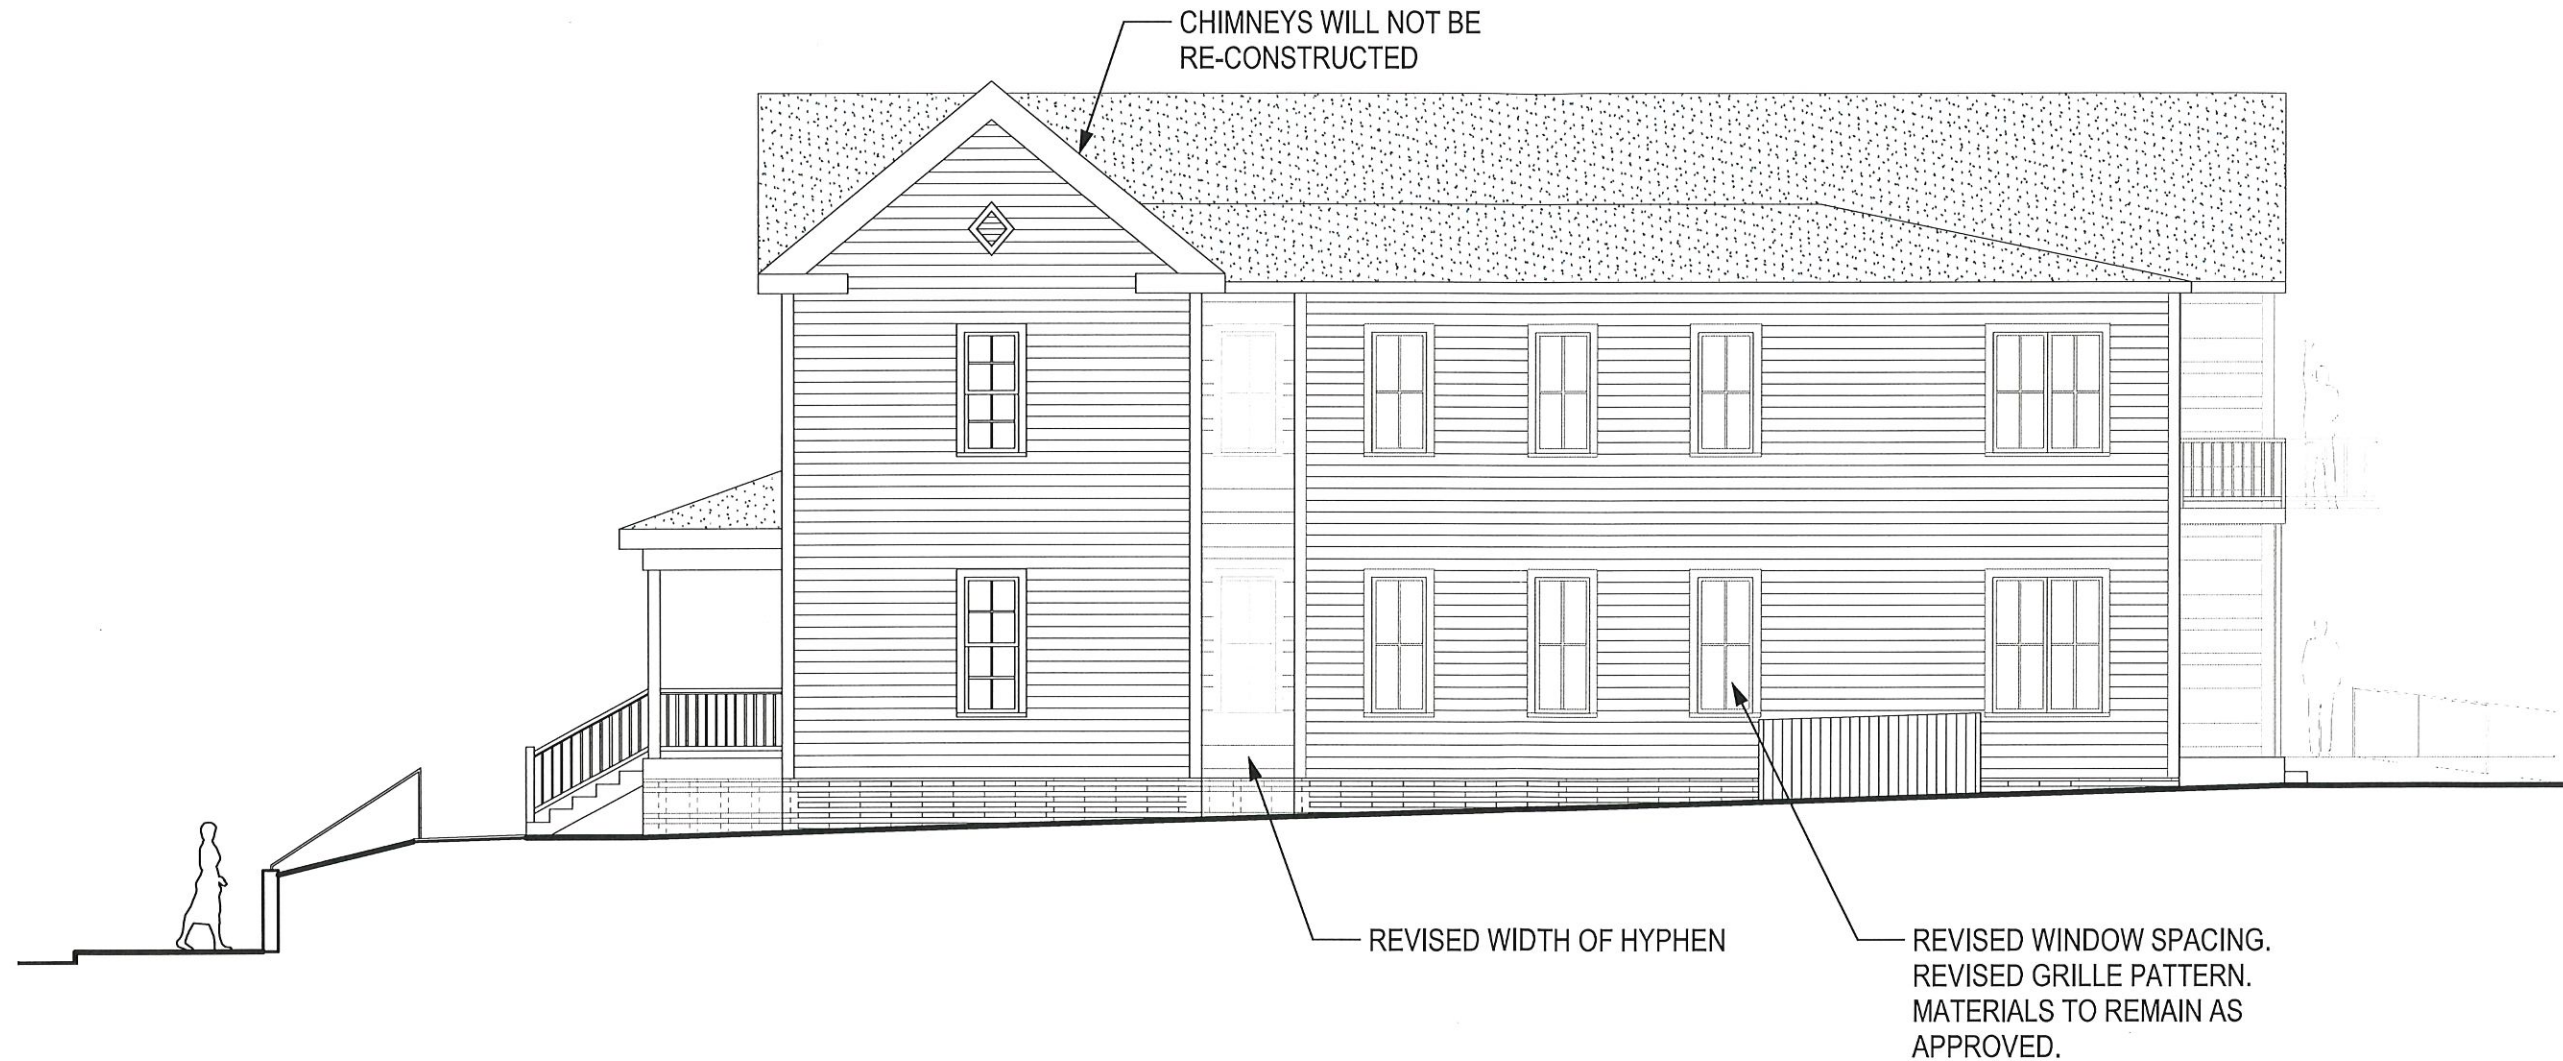 CHIMNEYS WILL NOT BE
RE-CONSTRUCTED
REVISED WIDTH OF HYPHEN
REVISED WINDOW SPACING.
REVISED GRILLE PATTERN.
MATERIALS TO REMAIN AS
APPROVED.